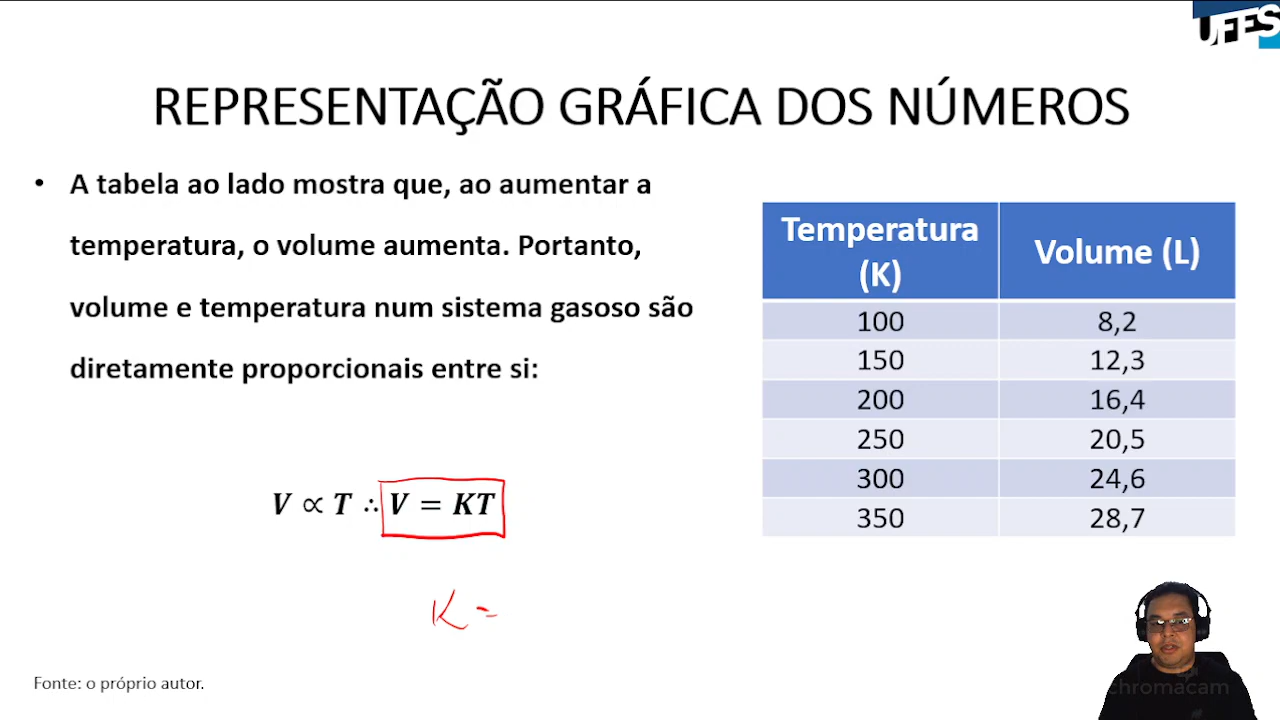 UFES
REPRESENTAÇÃO GRÁFICA DOS NÚMEROS
• A tabela ao lado mostra que, ao aumentar a
temperatura, o volume aumenta. Portanto,
volume e temperatura num sistema gasoso são
diretamente proporcionais entre si:
V ∝ T ∴ V = KT
K =
Temperatura (K) Volume (L)
100 8,2
150 12,3
200 16,4
250 20,5
300 24,6
350 28,7
Fonte: o próprio autor.
chromacam